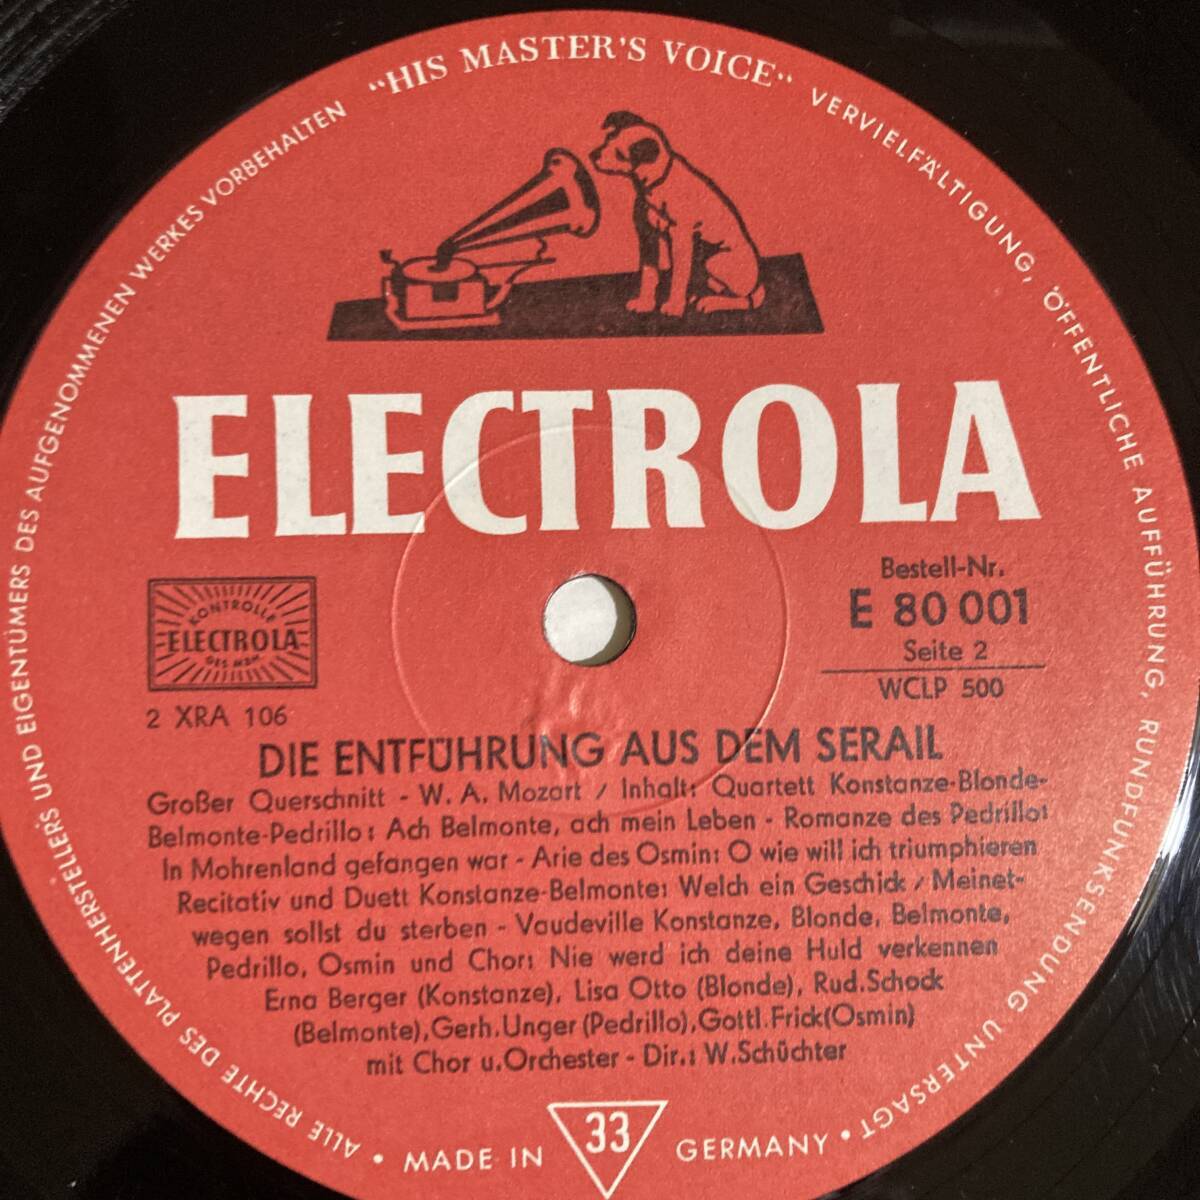 "HIS MASTER'S VOICE"
VERVIELFÄLTIGUNG, ÖFFENTLICHE AUFFÜHRUNG, RUNDFUNKSENDUNG UNTERSAGT •
ELECTROLA
KONTROLLE
ELECTROLA
GES MBH
2 XRA 106
Bestell-Nr.
E 80 001
Seite 2
WCLP 500
DIE ENTFÜHRUNG AUS DEM SERAIL
Großer Querschnitt - W. A. Mozart / Inhalt: Quartett Konstanze-Blonde-
Belmonte-Pedrillo: Ach Belmonte, ach mein Leben - Romanze des Pedrillo:
In Mohrenland gefangen war - Arie des Osmin: O wie will ich triumphieren
Recitativ und Duett Konstanze-Belmonte: Welch ein Geschick / Meinet-
wegen sollst du sterben - Vaudeville Konstanze, Blonde, Belmonte,
Pedrillo, Osmin und Chor: Nie werd ich deine Huld verkennen
Erna Berger (Konstanze), Lisa Otto (Blonde), Rud.Schock
(Belmonte),Gerh.Unger (Pedrillo),Gottl.Frick(Osmin)
mit Chor u.Orchester - Dir.: W.Schüchter
33
• MADE IN GERMANY •
ALLE RECHTE DES PLATTENHERSTELLERS UND EIGENTÜMERS DES AUFGENOMMENEN WERKES VORBEHALTEN